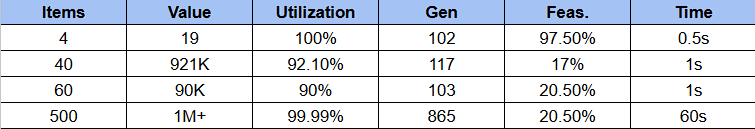 Items Value Utilization Gen Feas. Time
4 19 100% 102 97.50% 0.5s
40 921K 92.10% 117 17% 1s
60 90K 90% 103 20.50% 1s
500 1M+ 99.99% 865 20.50% 60s